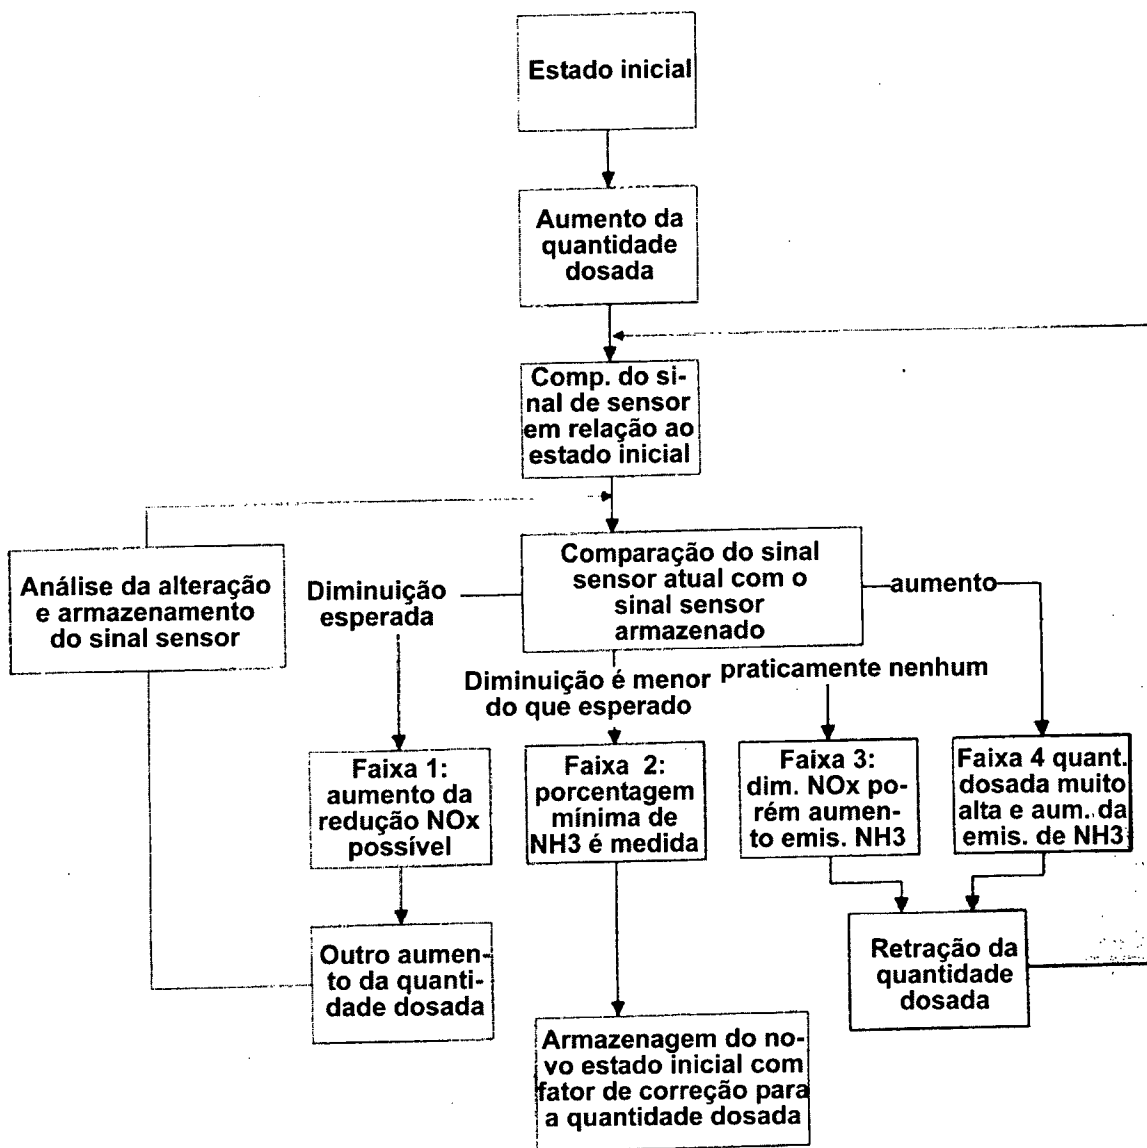 Estado inicial
Aumento da
quantidade
dosada
Comp. do si-
nal de sensor
em relação ao
estado inicial
Comparação do sinal
sensor atual com o
sinal sensor
armazenado
Análise da alteração
e armazenamento
do sinal sensor
Diminuição
esperada
aumento
Diminuição é menor
do que esperado
praticamente nenhum
Faixa 1:
aumento da
redução NOx
possível
Faixa 2:
porcentagem
mínima de
NH3 é medida
Faixa 3:
dim. NOx po-
rém aumen-
to emis. NH3
Faixa 4 quant.
dosada muito
alta e aum. da
emis. de NH3
Outro aumen-
to da quanti-
dade dosada
Retração da
quantidade
dosada
Armazenagem do no-
vo estado inicial com
fator de correção para
a quantidade dosada